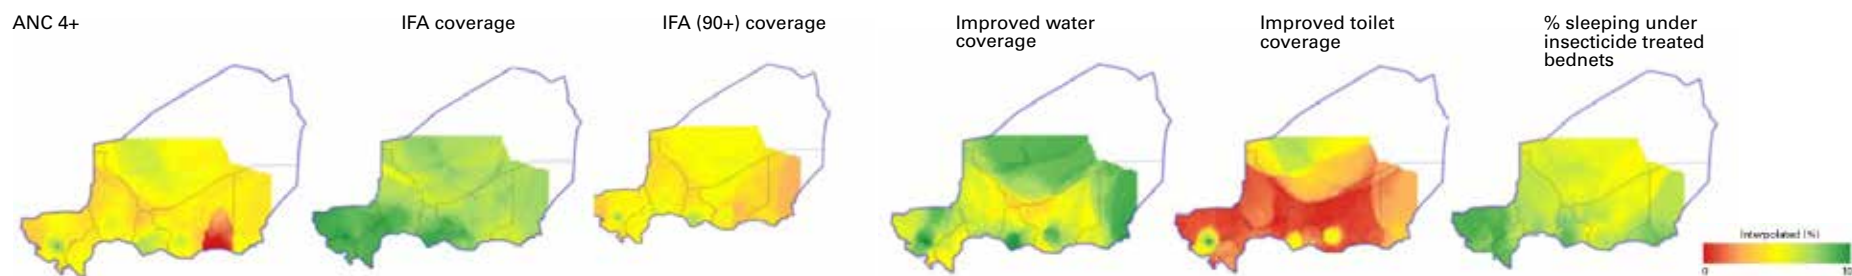 ANC 4+
IFA coverage
IFA (90+) coverage
Improved water
coverage
Improved toilet
coverage
% sleeping under
insecticide treated
bednets
Interpolated (%)
0